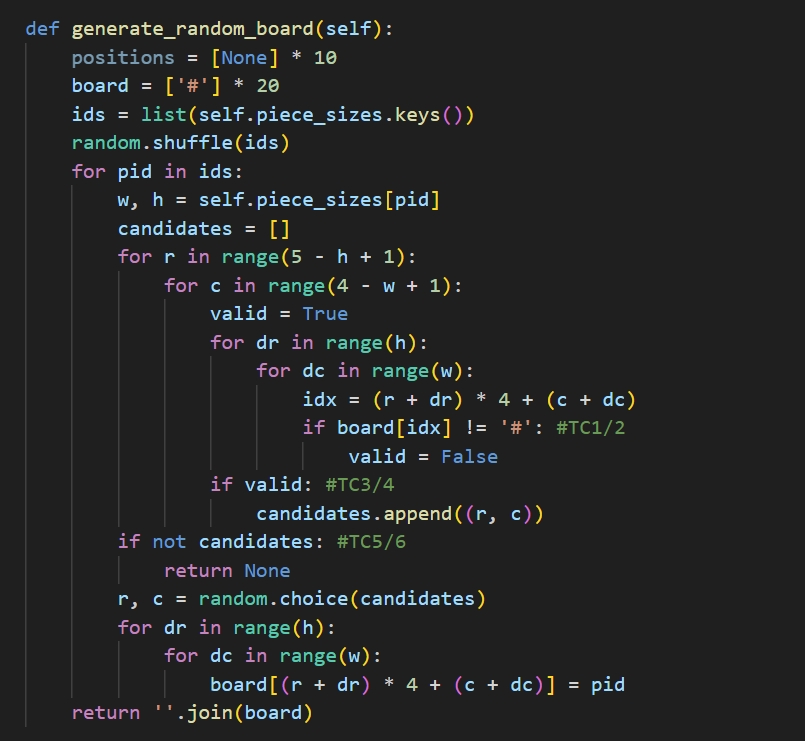 def generate_random_board(self):
    positions = [None] * 10
    board = ['#'] * 20
    ids = list(self.piece_sizes.keys())
    random.shuffle(ids)
    for pid in ids:
        w, h = self.piece_sizes[pid]
        candidates = []
        for r in range(5 - h + 1):
            for c in range(4 - w + 1):
                valid = True
                for dr in range(h):
                    for dc in range(w):
                        idx = (r + dr) * 4 + (c + dc)
                        if board[idx] != '#': #TC1/2
                            valid = False
                if valid: #TC3/4
                    candidates.append((r, c))
        if not candidates: #TC5/6
            return None
        r, c = random.choice(candidates)
        for dr in range(h):
            for dc in range(w):
                board[(r + dr) * 4 + (c + dc)] = pid
    return ''.join(board)